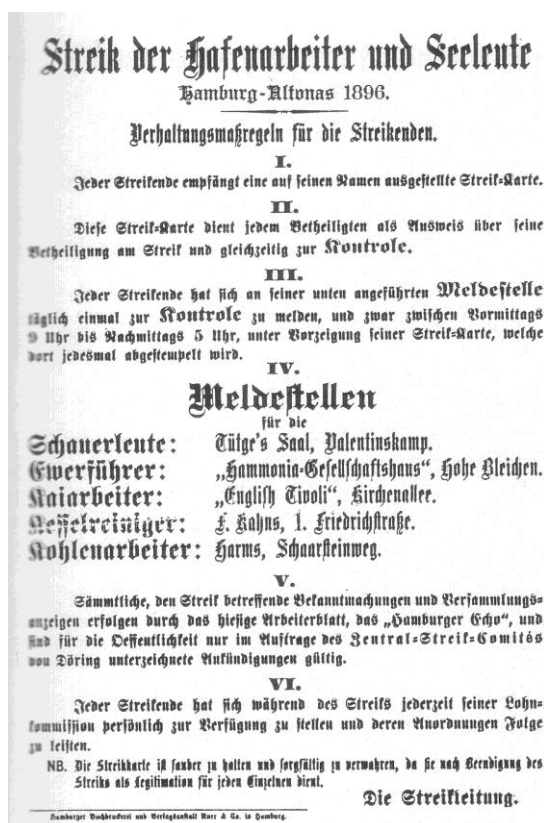 Streik der Hafenarbeiter und Seeleute
Hamburg-Altonas 1896.
Verhaltungsmaßregeln für die Streikenden.
I.
Jeder Streikende empfängt eine auf seinen Namen ausgestellte Streik-Karte.
II.
Diese Streik-Karte dient jedem Betheiligten als Ausweis über seine
Betheiligung am Streik und gleichzeitig zur Kontrole.
III.
Jeder Streikende hat sich an seiner unten angeführten Meldestelle
täglich einmal zur Kontrole zu melden, und zwar zwischen Vormittags
9 Uhr bis Nachmittags 5 Uhr, unter Vorzeigung seiner Streik-Karte, welche
dort jedesmal abgestempelt wird.
IV.
Meldestellen
für die
Schauerleute: Tütge's Saal, Valentinskamp.
Ewerführer: „Hammonia-Gesellschaftshaus“, Hohe Bleichen.
Kaiarbeiter: „English Tivoli“, Kirchenallee.
Kesselreiniger: F. Kahns, 1. Friedrichstraße.
Kohlenarbeiter: Harms, Schaarsteinweg.
V.
Sämmtliche, den Streik betreffende Bekanntmachungen und Versammlungs-
anzeigen erfolgen durch das hiesige Arbeiterblatt, das „Hamburger Echo“, und
sind für die Oeffentlichkeit nur im Auftrage des Zentral-Streik-Comités
von Döring unterzeichnete Ankündigungen gültig.
VI.
Jeder Streikende hat sich während des Streiks jederzeit seiner Lohn-
kommission persönlich zur Verfügung zu stellen und deren Anordnungen Folge
zu leisten.
NB. Die Streikkarte ist sauber zu halten und sorgfältig zu verwahren, da sie nach Beendigung des
Streiks als Legitimation für jeden Einzelnen dient.
Die Streikleitung.
Hamburger Buchdruckerei und Verlagsanstalt Auer & Co. in Hamburg.